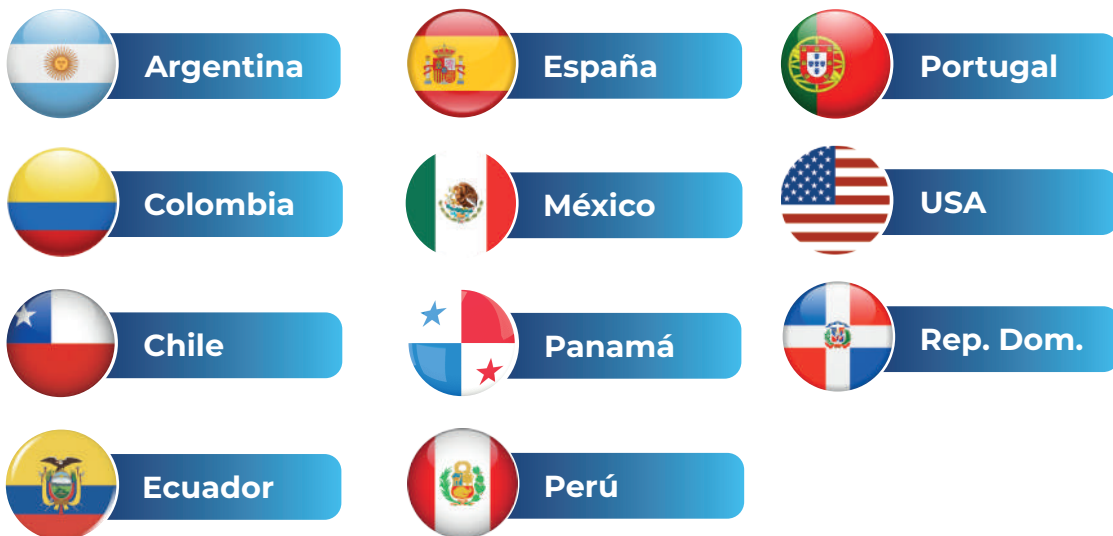 Argentina
España
Portugal
Colombia
México
USA
Chile
Panamá
Rep. Dom.
Ecuador
Perú